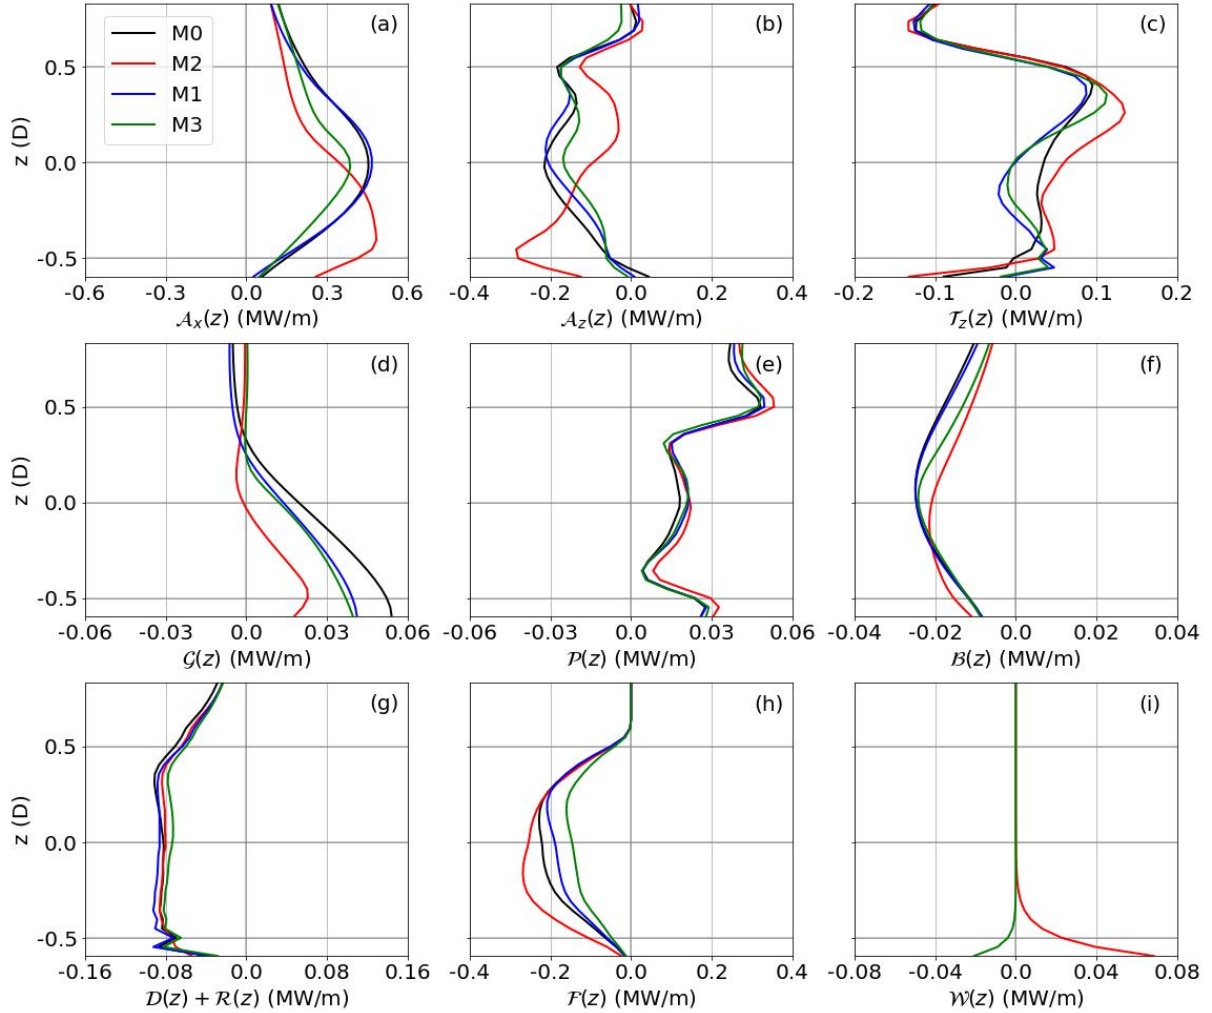 (a)
M0
M2
M1
M3
0.5
0.0
-0.5
z (D)
-0.6 -0.3 0.0 0.3 0.6
𝒜x(z) (MW/m)
(b)
-0.4 -0.2 0.0 0.2 0.4
𝒜z(z) (MW/m)
(c)
-0.2 -0.1 0.0 0.1 0.2
𝒯z(z) (MW/m)
(d)
0.5
0.0
-0.5
z (D)
-0.06 -0.03 0.0 0.03 0.06
𝒢(z) (MW/m)
(e)
-0.06 -0.03 0.0 0.03 0.06
𝒫(z) (MW/m)
(f)
-0.04 -0.02 0.0 0.02 0.04
ℬ(z) (MW/m)
(g)
0.5
0.0
-0.5
z (D)
-0.16 -0.08 0.0 0.08 0.16
𝒟(z) + ℛ(z) (MW/m)
(h)
-0.4 -0.2 0.0 0.2 0.4
ℱ(z) (MW/m)
(i)
-0.08 -0.04 0.0 0.04 0.08
𝒲(z) (MW/m)